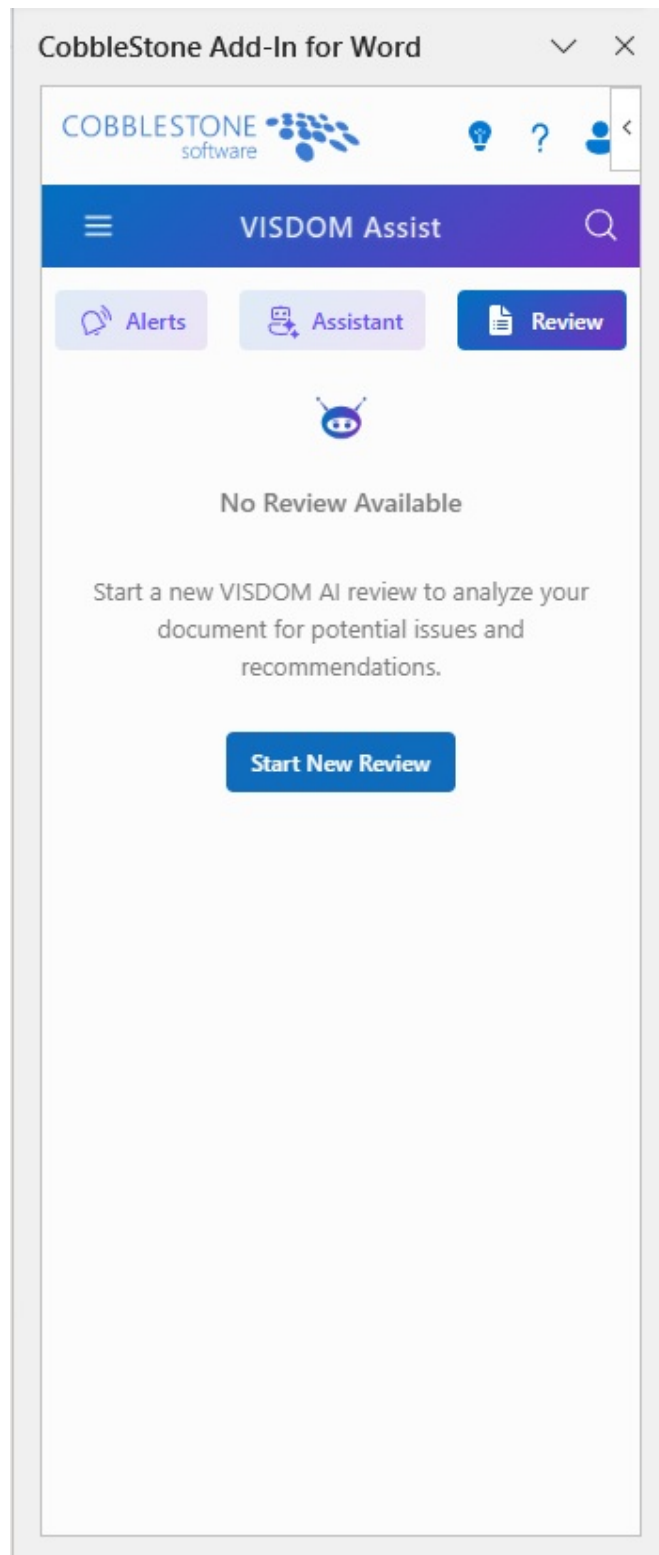 CobbleStone Add-In for Word
COBBLESTONE
software
?
VISDOM Assist
Alerts
Assistant
Review
No Review Available
Start a new VISDOM AI review to analyze your
document for potential issues and
recommendations.
Start New Review